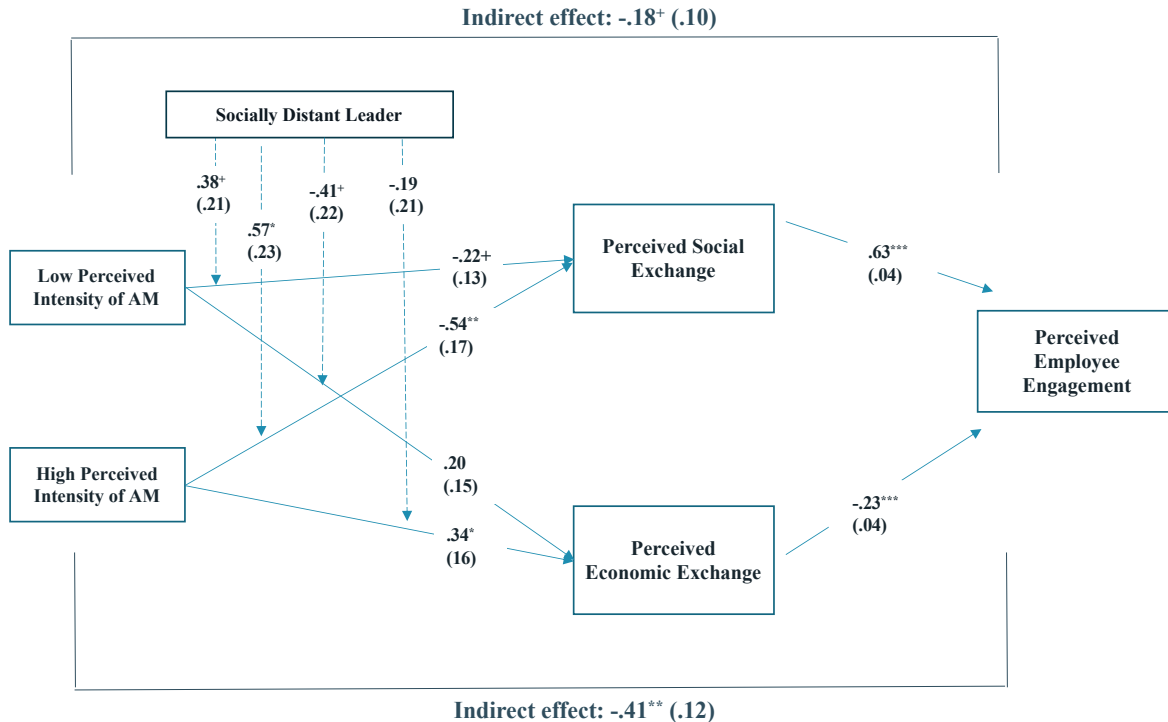 Indirect effect: -.18+ (.10)
Socially Distant Leader
.38+
(.21)
.57*
(.23)
-.41+
(.22)
-.19
(.21)
Low Perceived
Intensity of AM
-.22+
(.13)
-.54**
(.17)
Perceived Social
Exchange
.63***
(.04)
Perceived
Employee
Engagement
High Perceived
Intensity of AM
.20
(.15)
.34*
(16)
Perceived
Economic Exchange
-.23***
(.04)
Indirect effect: -.41** (.12)